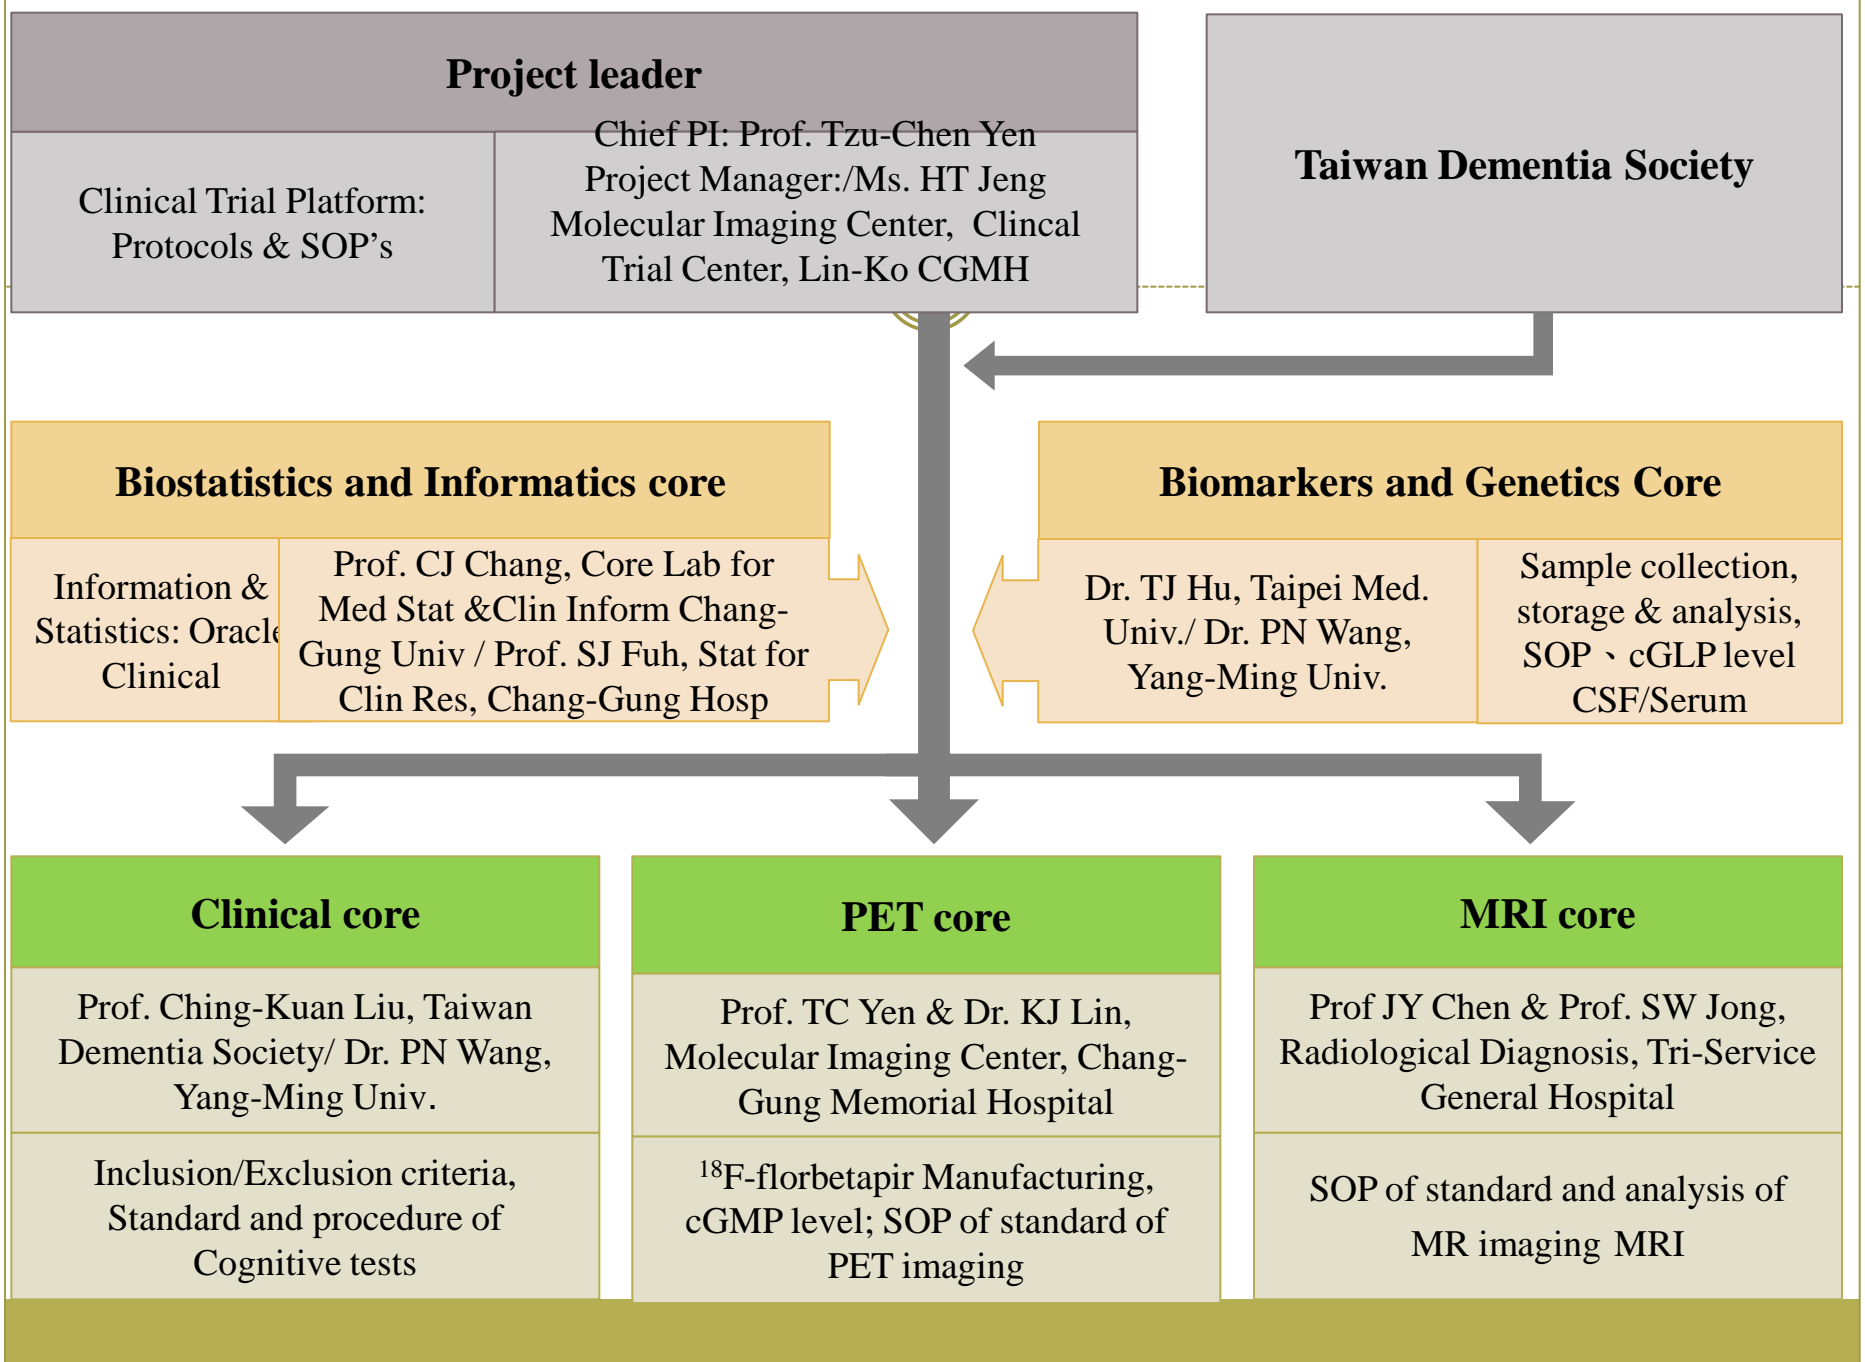 Project leader
Clinical Trial Platform:
Protocols & SOP's
Chief PI: Prof. Tzu-Chen Yen
Project Manager:/Ms. HT Jeng
Molecular Imaging Center, Clincal
Trial Center, Lin-Ko CGMH
Taiwan Dementia Society
Biostatistics and Informatics core
Information &
Statistics: Oracle
Clinical
Prof. CJ Chang, Core Lab for
Med Stat &Clin Inform Chang-
Gung Univ / Prof. SJ Fuh, Stat for
Clin Res, Chang-Gung Hosp
Biomarkers and Genetics Core
Dr. TJ Hu, Taipei Med.
Univ./ Dr. PN Wang,
Yang-Ming Univ.
Sample collection,
storage & analysis,
SOP、cGLP level
CSF/Serum
Clinical core
Prof. Ching-Kuan Liu, Taiwan
Dementia Society/ Dr. PN Wang,
Yang-Ming Univ.
Inclusion/Exclusion criteria,
Standard and procedure of
Cognitive tests
PET core
Prof. TC Yen & Dr. KJ Lin,
Molecular Imaging Center, Chang-
Gung Memorial Hospital
¹⁸F-florbetapir Manufacturing,
cGMP level; SOP of standard of
PET imaging
MRI core
Prof JY Chen & Prof. SW Jong,
Radiological Diagnosis, Tri-Service
General Hospital
SOP of standard and analysis of
MR imaging MRI